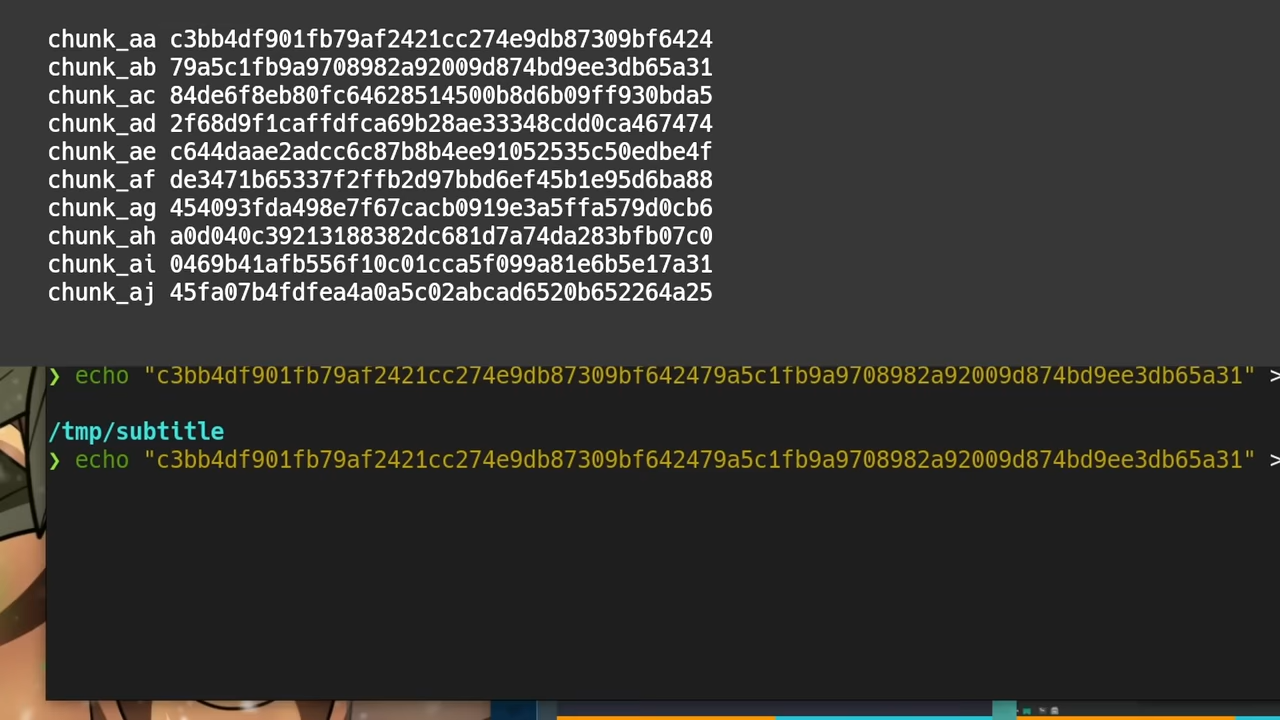 chunk_aa c3bb4df901fb79af2421cc274e9db87309bf6424
chunk_ab 79a5c1fb9a9708982a92009d874bd9ee3db65a31
chunk_ac 84de6f8eb80fc64628514500b8d6b09ff930bda5
chunk_ad 2f68d9f1caffdfca69b28ae33348cdd0ca467474
chunk_ae c644daae2adcc6c87b8b4ee91052535c50edbe4f
chunk_af de3471b65337f2ffb2d97bbd6ef45b1e95d6ba88
chunk_ag 454093fda498e7f67cacb0919e3a5ffa579d0cb6
chunk_ah a0d040c39213188382dc681d7a74da283bfb07c0
chunk_ai 0469b41afb556f10c01cca5f099a81e6b5e17a31
chunk_aj 45fa07b4fdfea4a0a5c02abcad6520b652264a25
❯ echo "c3bb4df901fb79af2421cc274e9db87309bf642479a5c1fb9a9708982a92009d874bd9ee3db65a31" >
/tmp/subtitle
❯ echo "c3bb4df901fb79af2421cc274e9db87309bf642479a5c1fb9a9708982a92009d874bd9ee3db65a31" >